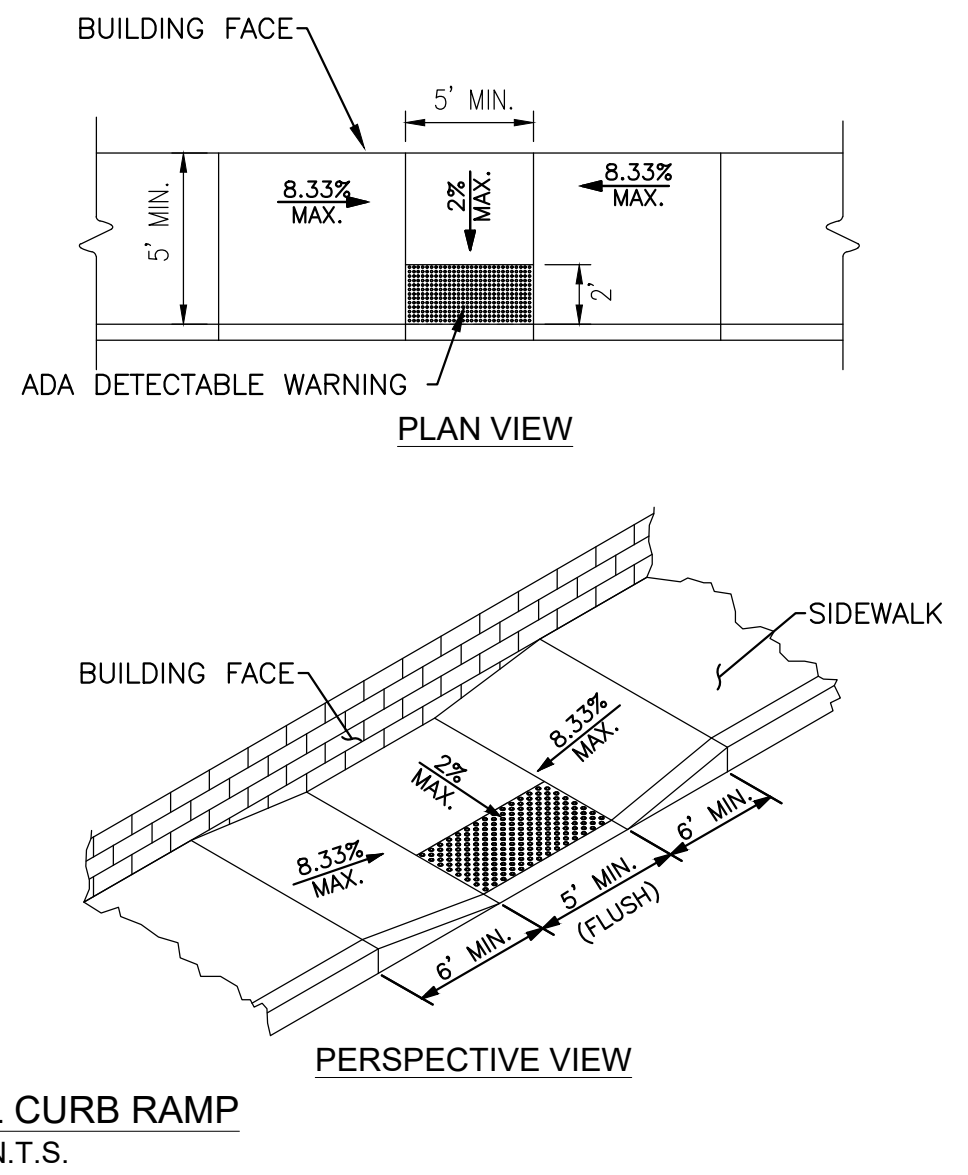 BUILDING FACE
5' MIN.
5' MIN.
8.33%
MAX.
2%
MAX.
8.33%
MAX.
2'
ADA DETECTABLE WARNING
PLAN VIEW
SIDEWALK
BUILDING FACE
8.33%
MAX.
2%
MAX.
8.33%
MAX.
6' MIN.
5' MIN.
(FLUSH)
6' MIN.
PERSPECTIVE VIEW
CURB RAMP
N.T.S.